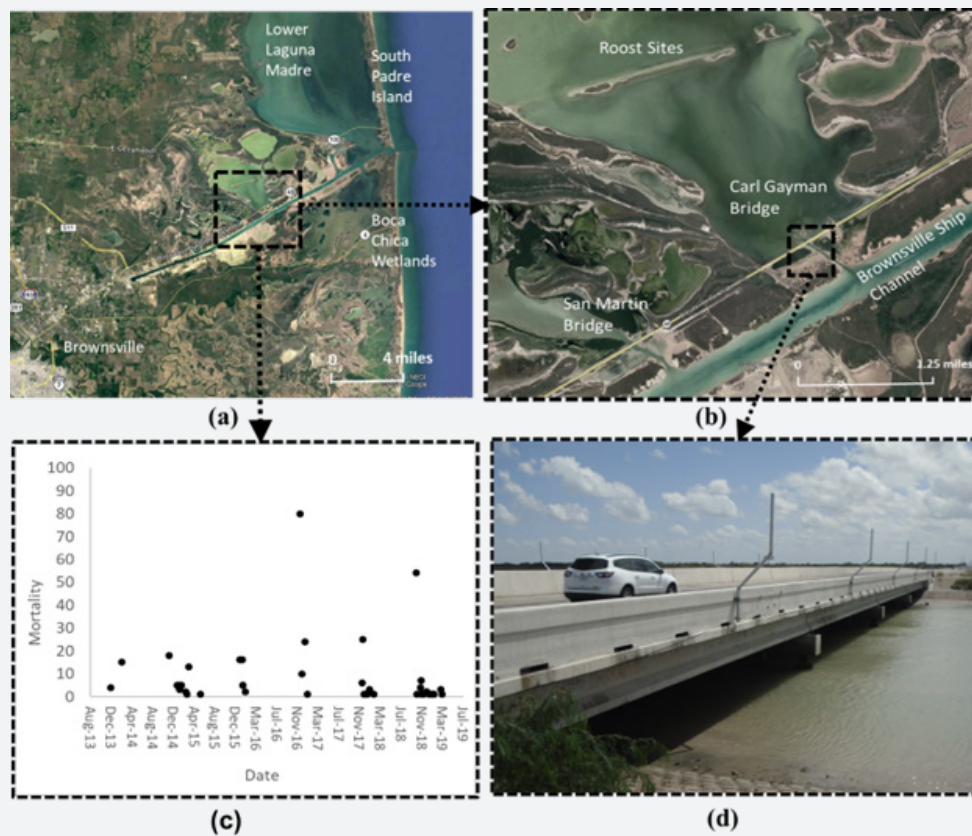 Lower
Laguna
Madre
South
Padre
Island
Boca
Chica
Wetlands
Brownsville
0
4 miles
(a)
Roost Sites
Carl Gayman
Bridge
Brownsville Ship
Channel
San Martin
Bridge
0
1.25 miles
(b)
Mortality
100
90
80
70
60
50
40
30
20
10
0
Aug-13
Dec-13
Apr-14
Aug-14
Dec-14
Apr-15
Aug-15
Dec-15
Mar-16
Jul-16
Nov-16
Mar-17
Jul-17
Nov-17
Mar-18
Jul-18
Nov-18
Mar-19
Jul-19
Date
(c)
(d)